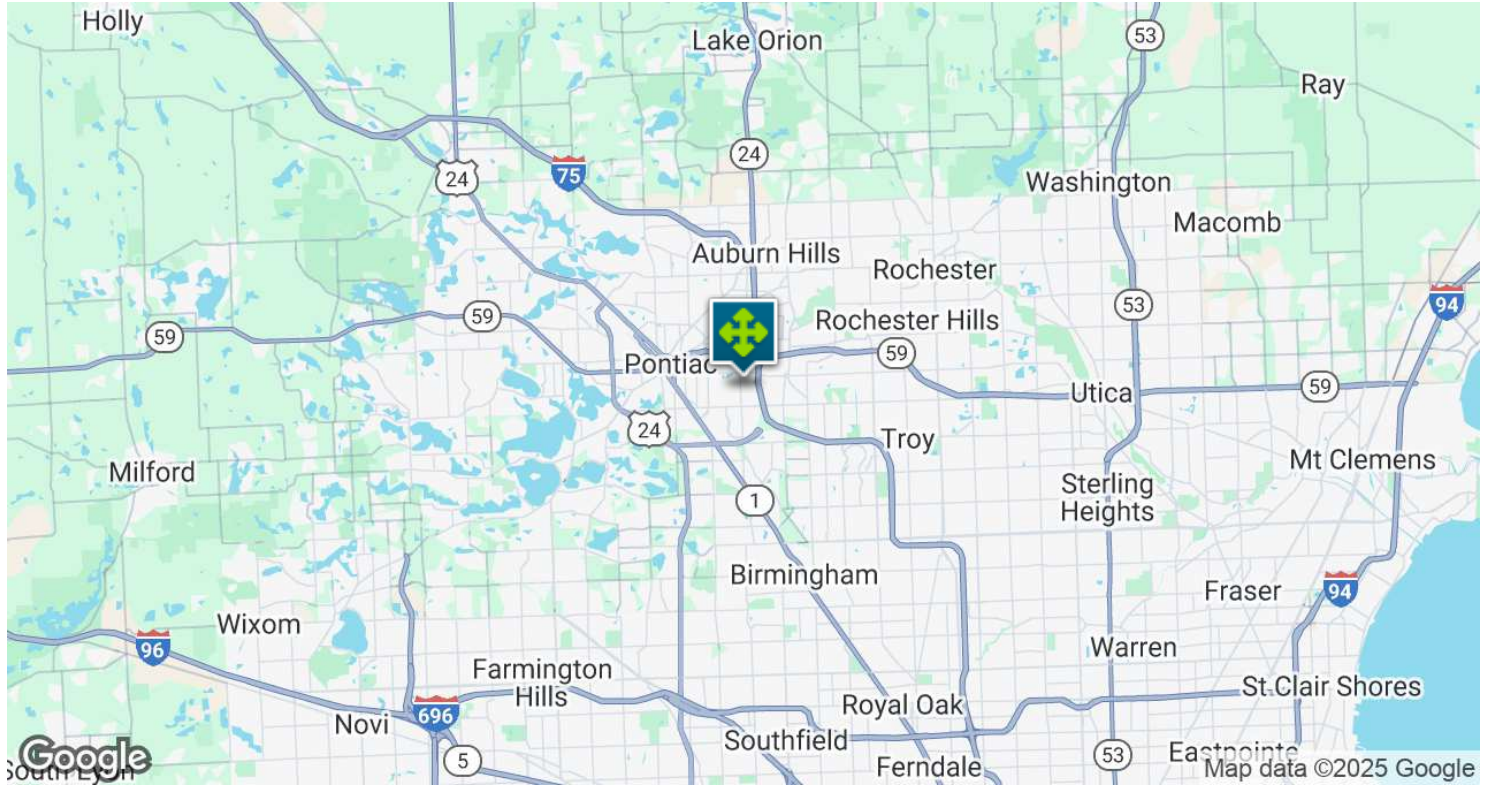 Holly
Lake Orion
53
Ray
24
24
75
Washington
Macomb
Auburn Hills
Rochester
94
53
59
59
Rochester Hills
59
Pontiac
59
Utica
24
Troy
Milford
Mt Clemens
Sterling
Heights
1
Birmingham
Fraser
94
Wixom
96
Warren
Farmington
Hills
St Clair Shores
696
Novi
Royal Oak
Southfield
53
5
Ferndale
Eastpointe
Google
South Lyon
Map data ©2025 Google